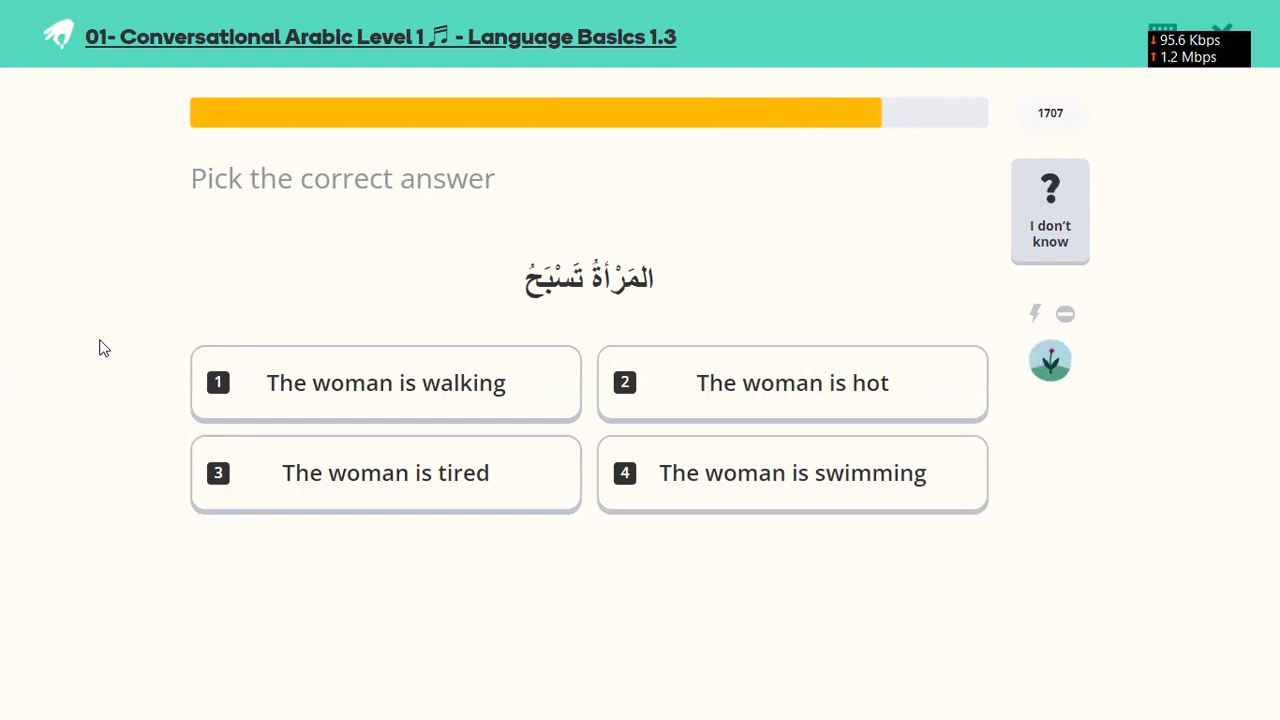 01- Conversational Arabic Level 1 🎵 - Language Basics 1.3
↓ 95.6 Kbps
↑ 1.2 Mbps
1707
Pick the correct answer
?
I don't
know
المَرْأةُ تَسْبَحُ
1 The woman is walking
2 The woman is hot
3 The woman is tired
4 The woman is swimming